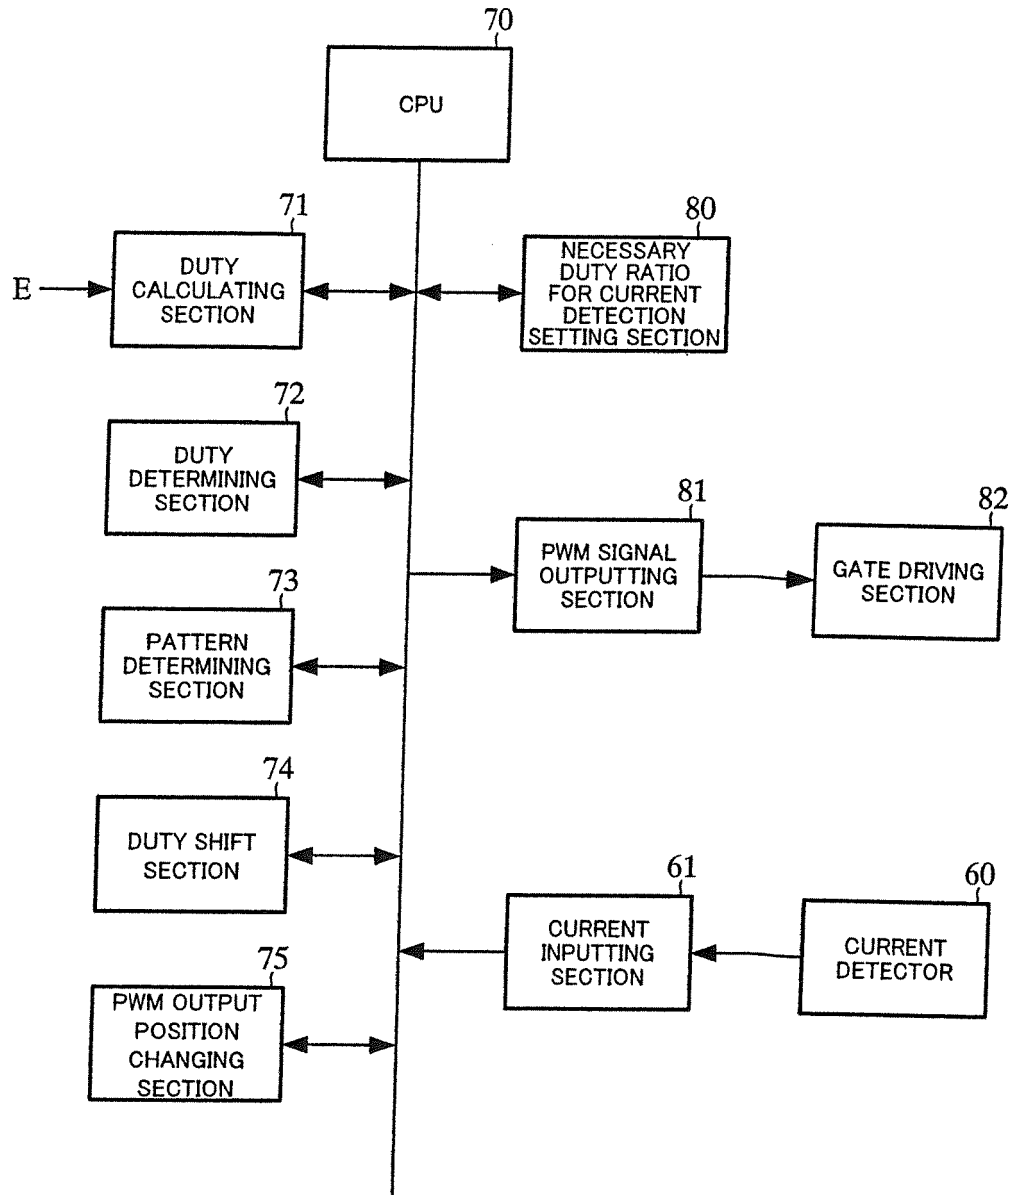 70
CPU
71
E
DUTY
CALCULATING
SECTION
80
NECESSARY
DUTY RATIO
FOR CURRENT
DETECTION
SETTING SECTION
72
DUTY
DETERMINING
SECTION
81
PWM SIGNAL
OUTPUTTING
SECTION
82
GATE DRIVING
SECTION
73
PATTERN
DETERMINING
SECTION
74
DUTY SHIFT
SECTION
61
CURRENT
INPUTTING
SECTION
60
CURRENT
DETECTOR
75
PWM OUTPUT
POSITION
CHANGING
SECTION